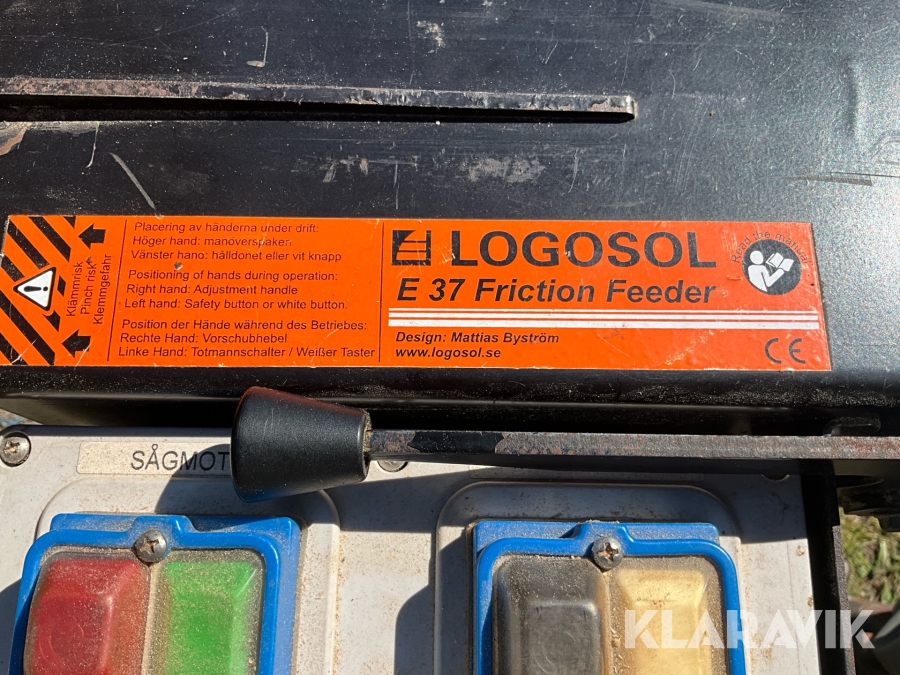 Klämmrisk
Pinch risk
Klemmgefahr
Placering av händerna under drift:
Höger hand: manöverspaken
Vänster hand: hålldonet eller vit knapp
Positioning of hands during operation:
Right hand: Adjustment handle
Left hand: Safety button or white button
Position der Hände während des Betriebes:
Rechte Hand: Vorschubhebel
Linke Hand: Totmannschalter / Weißer Taster
LOGOSOL
E 37 Friction Feeder
Design: Mattias Byström
www.logosol.se
Read the manual
CE
SÅGMOT
KLARAVIK